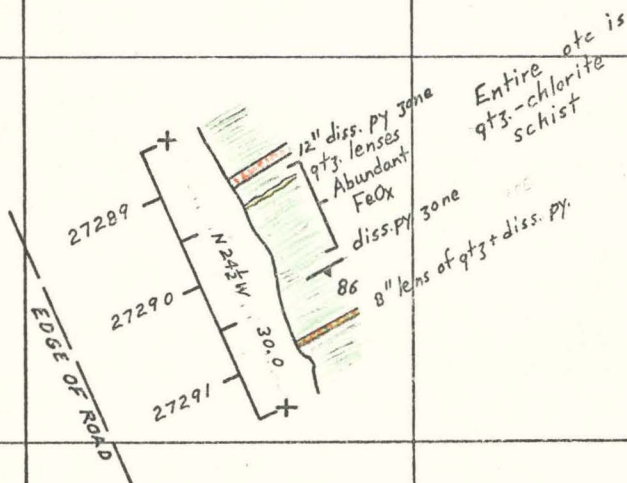 Entire otc is
qtz.-chlorite
schist
12" diss. py zone
qtz. lenses
Abundant
FeOx
diss. py zone
86
8" lens of qtz + diss. py.
27289
27290
27291
N 24½ W
30.0
EDGE OF ROAD